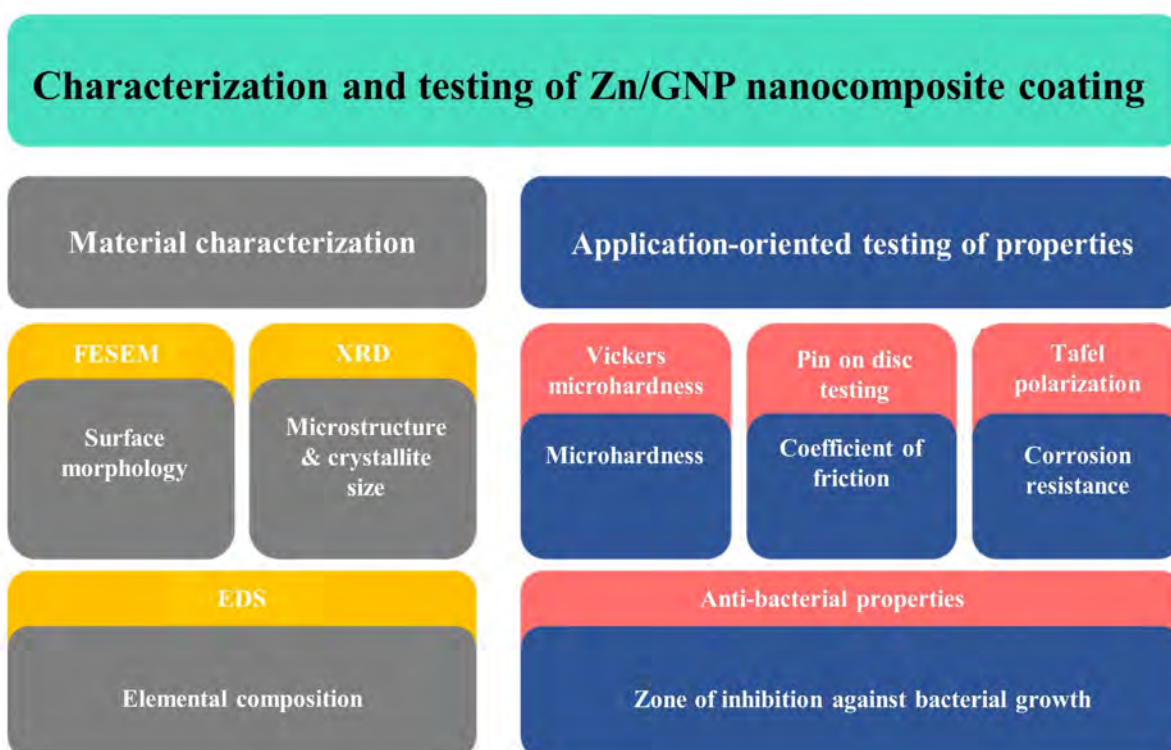 Characterization and testing of Zn/GNP nanocomposite coating
Material characterization
Application-oriented testing of properties
FESEM
Surface
morphology
XRD
Microstructure
& crystallite
size
Vickers
microhardness
Microhardness
Pin on disc
testing
Coefficient of
friction
Tafel
polarization
Corrosion
resistance
EDS
Elemental composition
Anti-bacterial properties
Zone of inhibition against bacterial growth